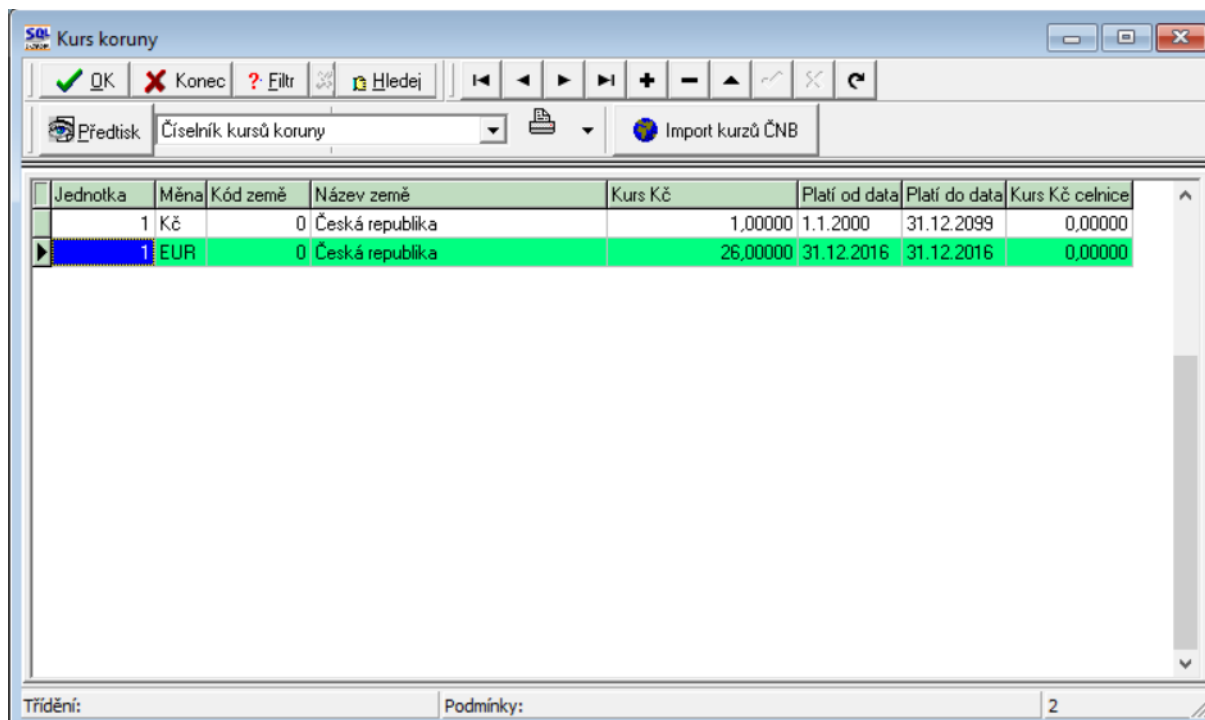 SQL Kurs koruny
OK Konec ? Filtr Hledej
Předtisk Číselník kursů koruny Import kurzů ČNB
Jednotka Měna Kód země Název země Kurs Kč Platí od data Platí do data Kurs Kč celnice
1 Kč 0 Česká republika 1,00000 1.1.2000 31.12.2099 0,00000
1 EUR 0 Česká republika 26,00000 31.12.2016 31.12.2016 0,00000
Třídění: Podmínky: 2